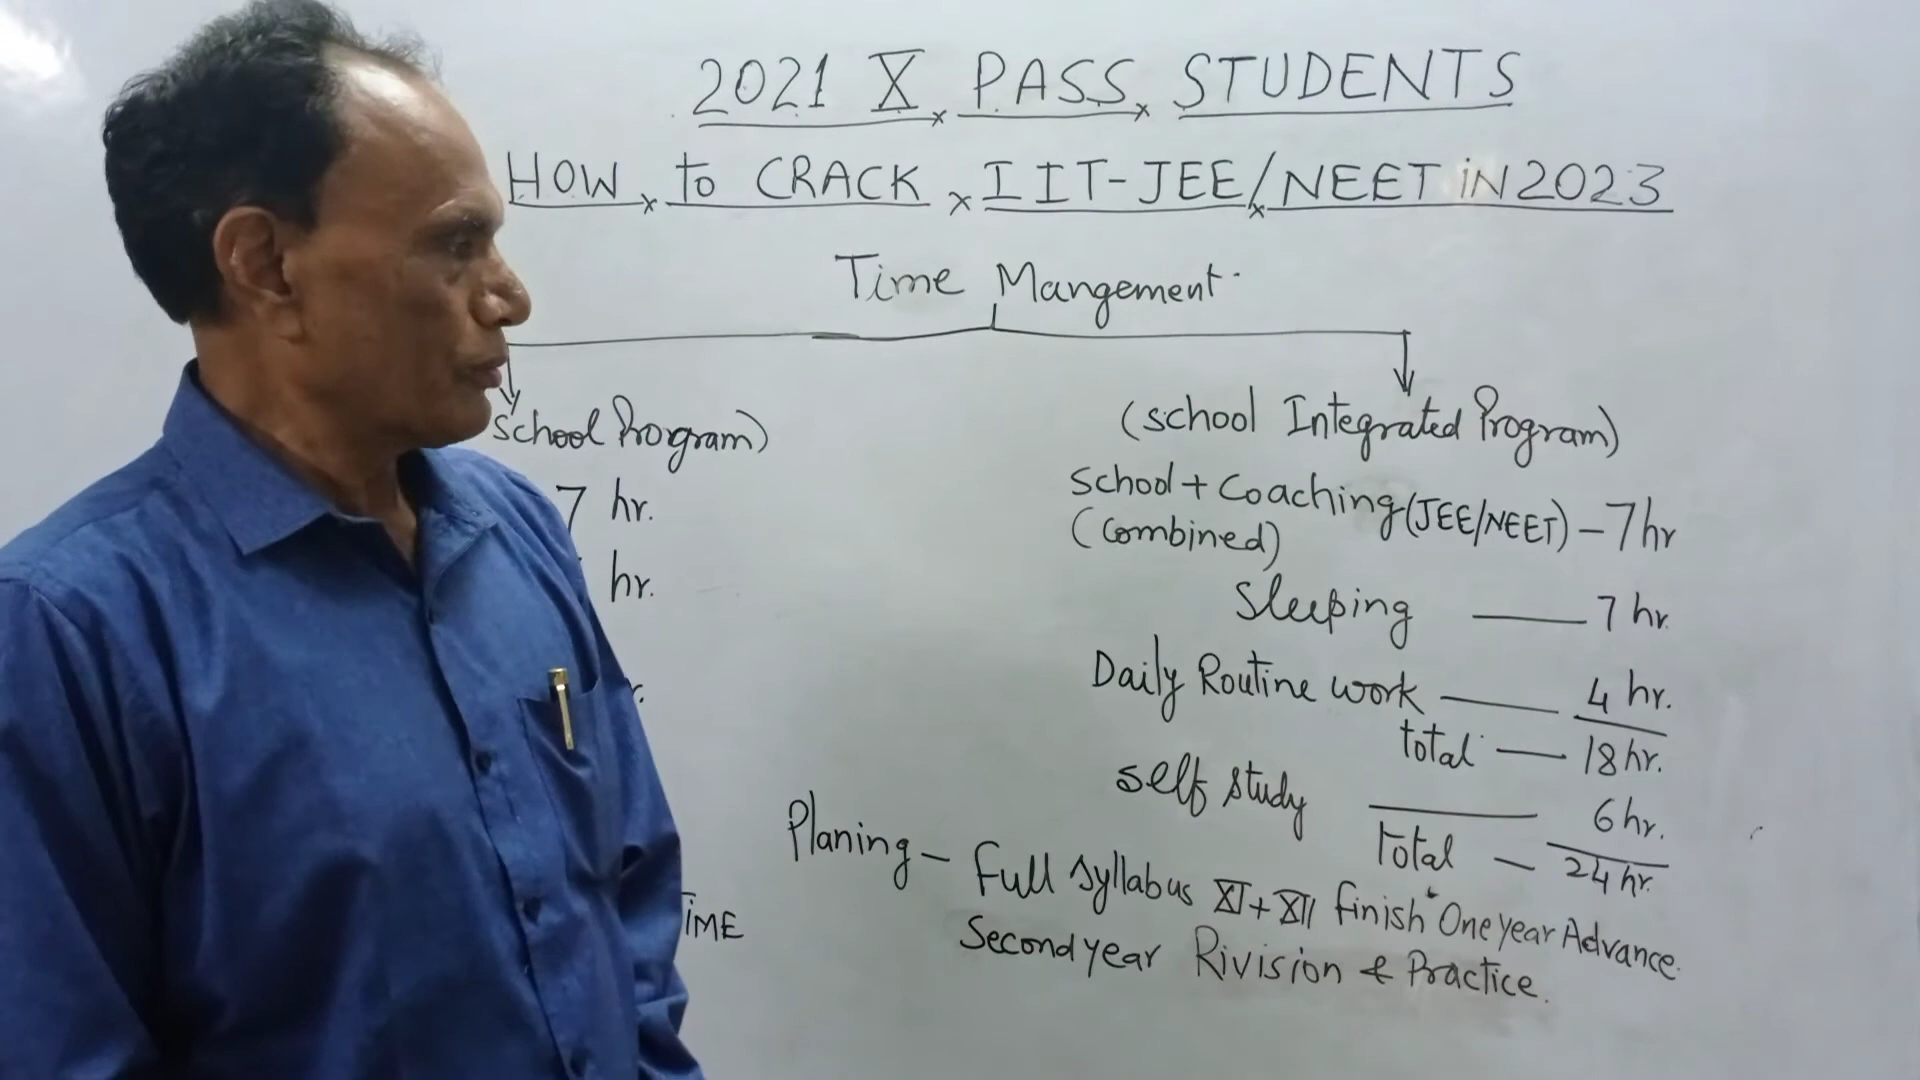 2021 X PASS STUDENTS
HOW to CRACK IIT-JEE/NEET iN 2023
Time Mangement
School Program)
7 hr.
hr.
TIME
(School Integrated Program)
School + Coaching (JEE/NEET) - 7 hr
(Combined)
Sleeping — 7 hr.
Daily Routine work — 4 hr.
total — 18 hr.
self study — 6 hr.
Total — 24 hr.
Planing - Full syllabus XI + XII finish One year Advance.
Second year Rivision & Practice.